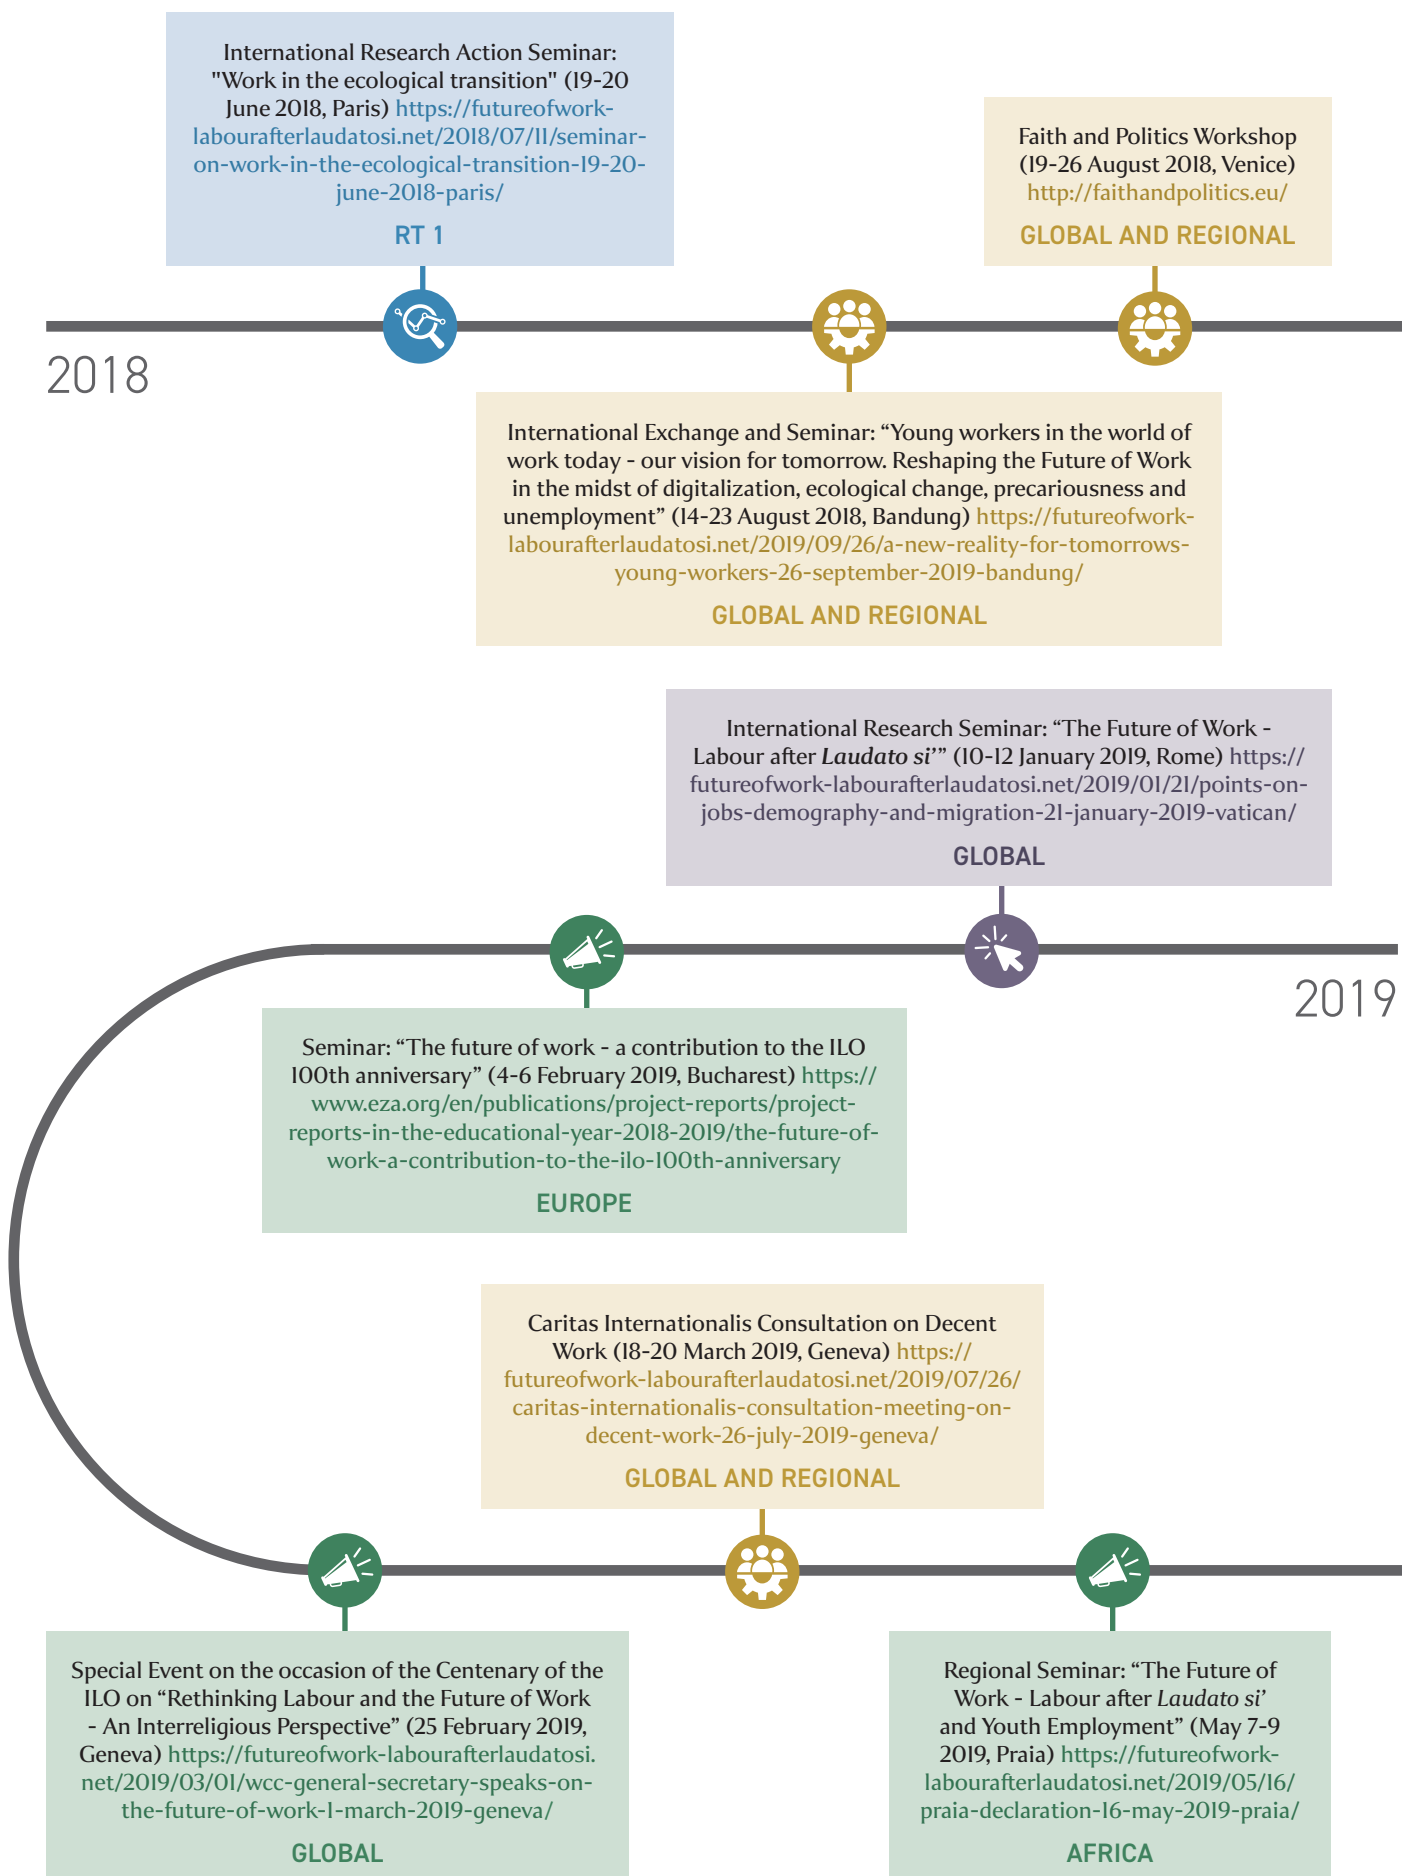 International Research Action Seminar:
"Work in the ecological transition" (19-20
June 2018, Paris) https://futureofwork-
labourafterlaudatosi.net/2018/07/11/seminar-
on-work-in-the-ecological-transition-19-20-
june-2018-paris/
RT 1
Faith and Politics Workshop
(19-26 August 2018, Venice)
http://faithandpolitics.eu/
GLOBAL AND REGIONAL
2018
International Exchange and Seminar: “Young workers in the world of
work today - our vision for tomorrow. Reshaping the Future of Work
in the midst of digitalization, ecological change, precariousness and
unemployment” (14-23 August 2018, Bandung) https://futureofwork-
labourafterlaudatosi.net/2019/09/26/a-new-reality-for-tomorrows-
young-workers-26-september-2019-bandung/
GLOBAL AND REGIONAL
International Research Seminar: “The Future of Work -
Labour after Laudato si’” (10-12 January 2019, Rome) https://
futureofwork-labourafterlaudatosi.net/2019/01/21/points-on-
jobs-demography-and-migration-21-january-2019-vatican/
GLOBAL
2019
Seminar: “The future of work - a contribution to the ILO
100th anniversary” (4-6 February 2019, Bucharest) https://
www.eza.org/en/publications/project-reports/project-
reports-in-the-educational-year-2018-2019/the-future-of-
work-a-contribution-to-the-ilo-100th-anniversary
EUROPE
Caritas Internationalis Consultation on Decent
Work (18-20 March 2019, Geneva) https://
futureofwork-labourafterlaudatosi.net/2019/07/26/
caritas-internationalis-consultation-meeting-on-
decent-work-26-july-2019-geneva/
GLOBAL AND REGIONAL
Special Event on the occasion of the Centenary of the
ILO on “Rethinking Labour and the Future of Work
- An Interreligious Perspective” (25 February 2019,
Geneva) https://futureofwork-labourafterlaudatosi.
net/2019/03/01/wcc-general-secretary-speaks-on-
the-future-of-work-1-march-2019-geneva/
GLOBAL
Regional Seminar: “The Future of
Work - Labour after Laudato si’
and Youth Employment” (May 7-9
2019, Praia) https://futureofwork-
labourafterlaudatosi.net/2019/05/16/
praia-declaration-16-may-2019-praia/
AFRICA